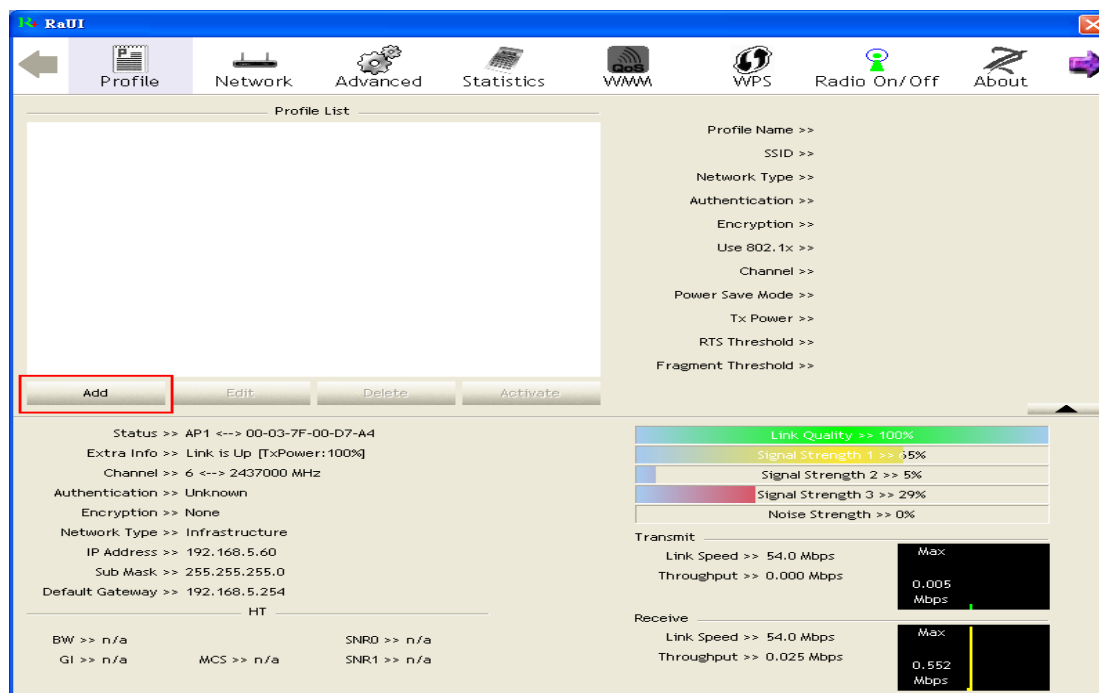 RaUI
Profile Network Advanced Statistics QoS WMM WPS Radio On/Off About
Profile List
Profile Name >>
SSID >>
Network Type >>
Authentication >>
Encryption >>
Use 802.1x >>
Channel >>
Power Save Mode >>
Tx Power >>
RTS Threshold >>
Fragment Threshold >>
Add Edit Delete Activate
Status >> AP1 <--> 00-03-7F-00-D7-A4
Extra Info >> Link is Up [TxPower:100%]
Channel >> 6 <--> 2437000 MHz
Authentication >> Unknown
Encryption >> None
Network Type >> Infrastructure
IP Address >> 192.168.5.60
Sub Mask >> 255.255.255.0
Default Gateway >> 192.168.5.254
HT
BW >> n/a SNR0 >> n/a
GI >> n/a MCS >> n/a SNR1 >> n/a
Link Quality >> 100%
Signal Strength 1 >> 65%
Signal Strength 2 >> 5%
Signal Strength 3 >> 29%
Noise Strength >> 0%
Transmit
Link Speed >> 54.0 Mbps
Throughput >> 0.000 Mbps
Max
0.005
Mbps
Receive
Link Speed >> 54.0 Mbps
Throughput >> 0.025 Mbps
Max
0.552
Mbps